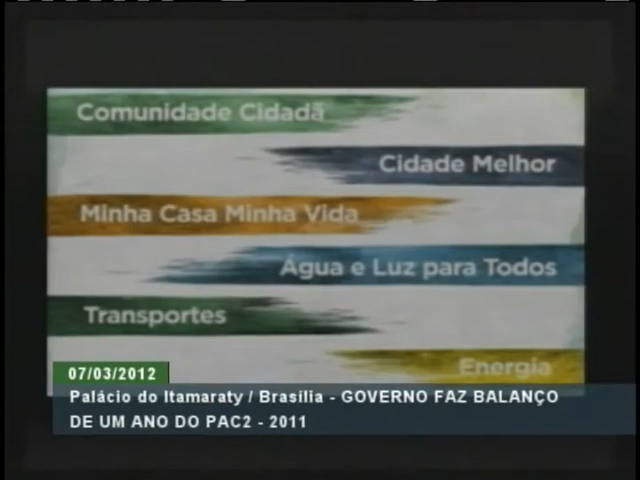 Comunidade Cidadã
Cidade Melhor
Minha Casa Minha Vida
Água e Luz para Todos
Transportes
Energia
07/03/2012
Palácio do Itamaraty / Brasília - GOVERNO FAZ BALANÇO
DE UM ANO DO PAC2 - 2011